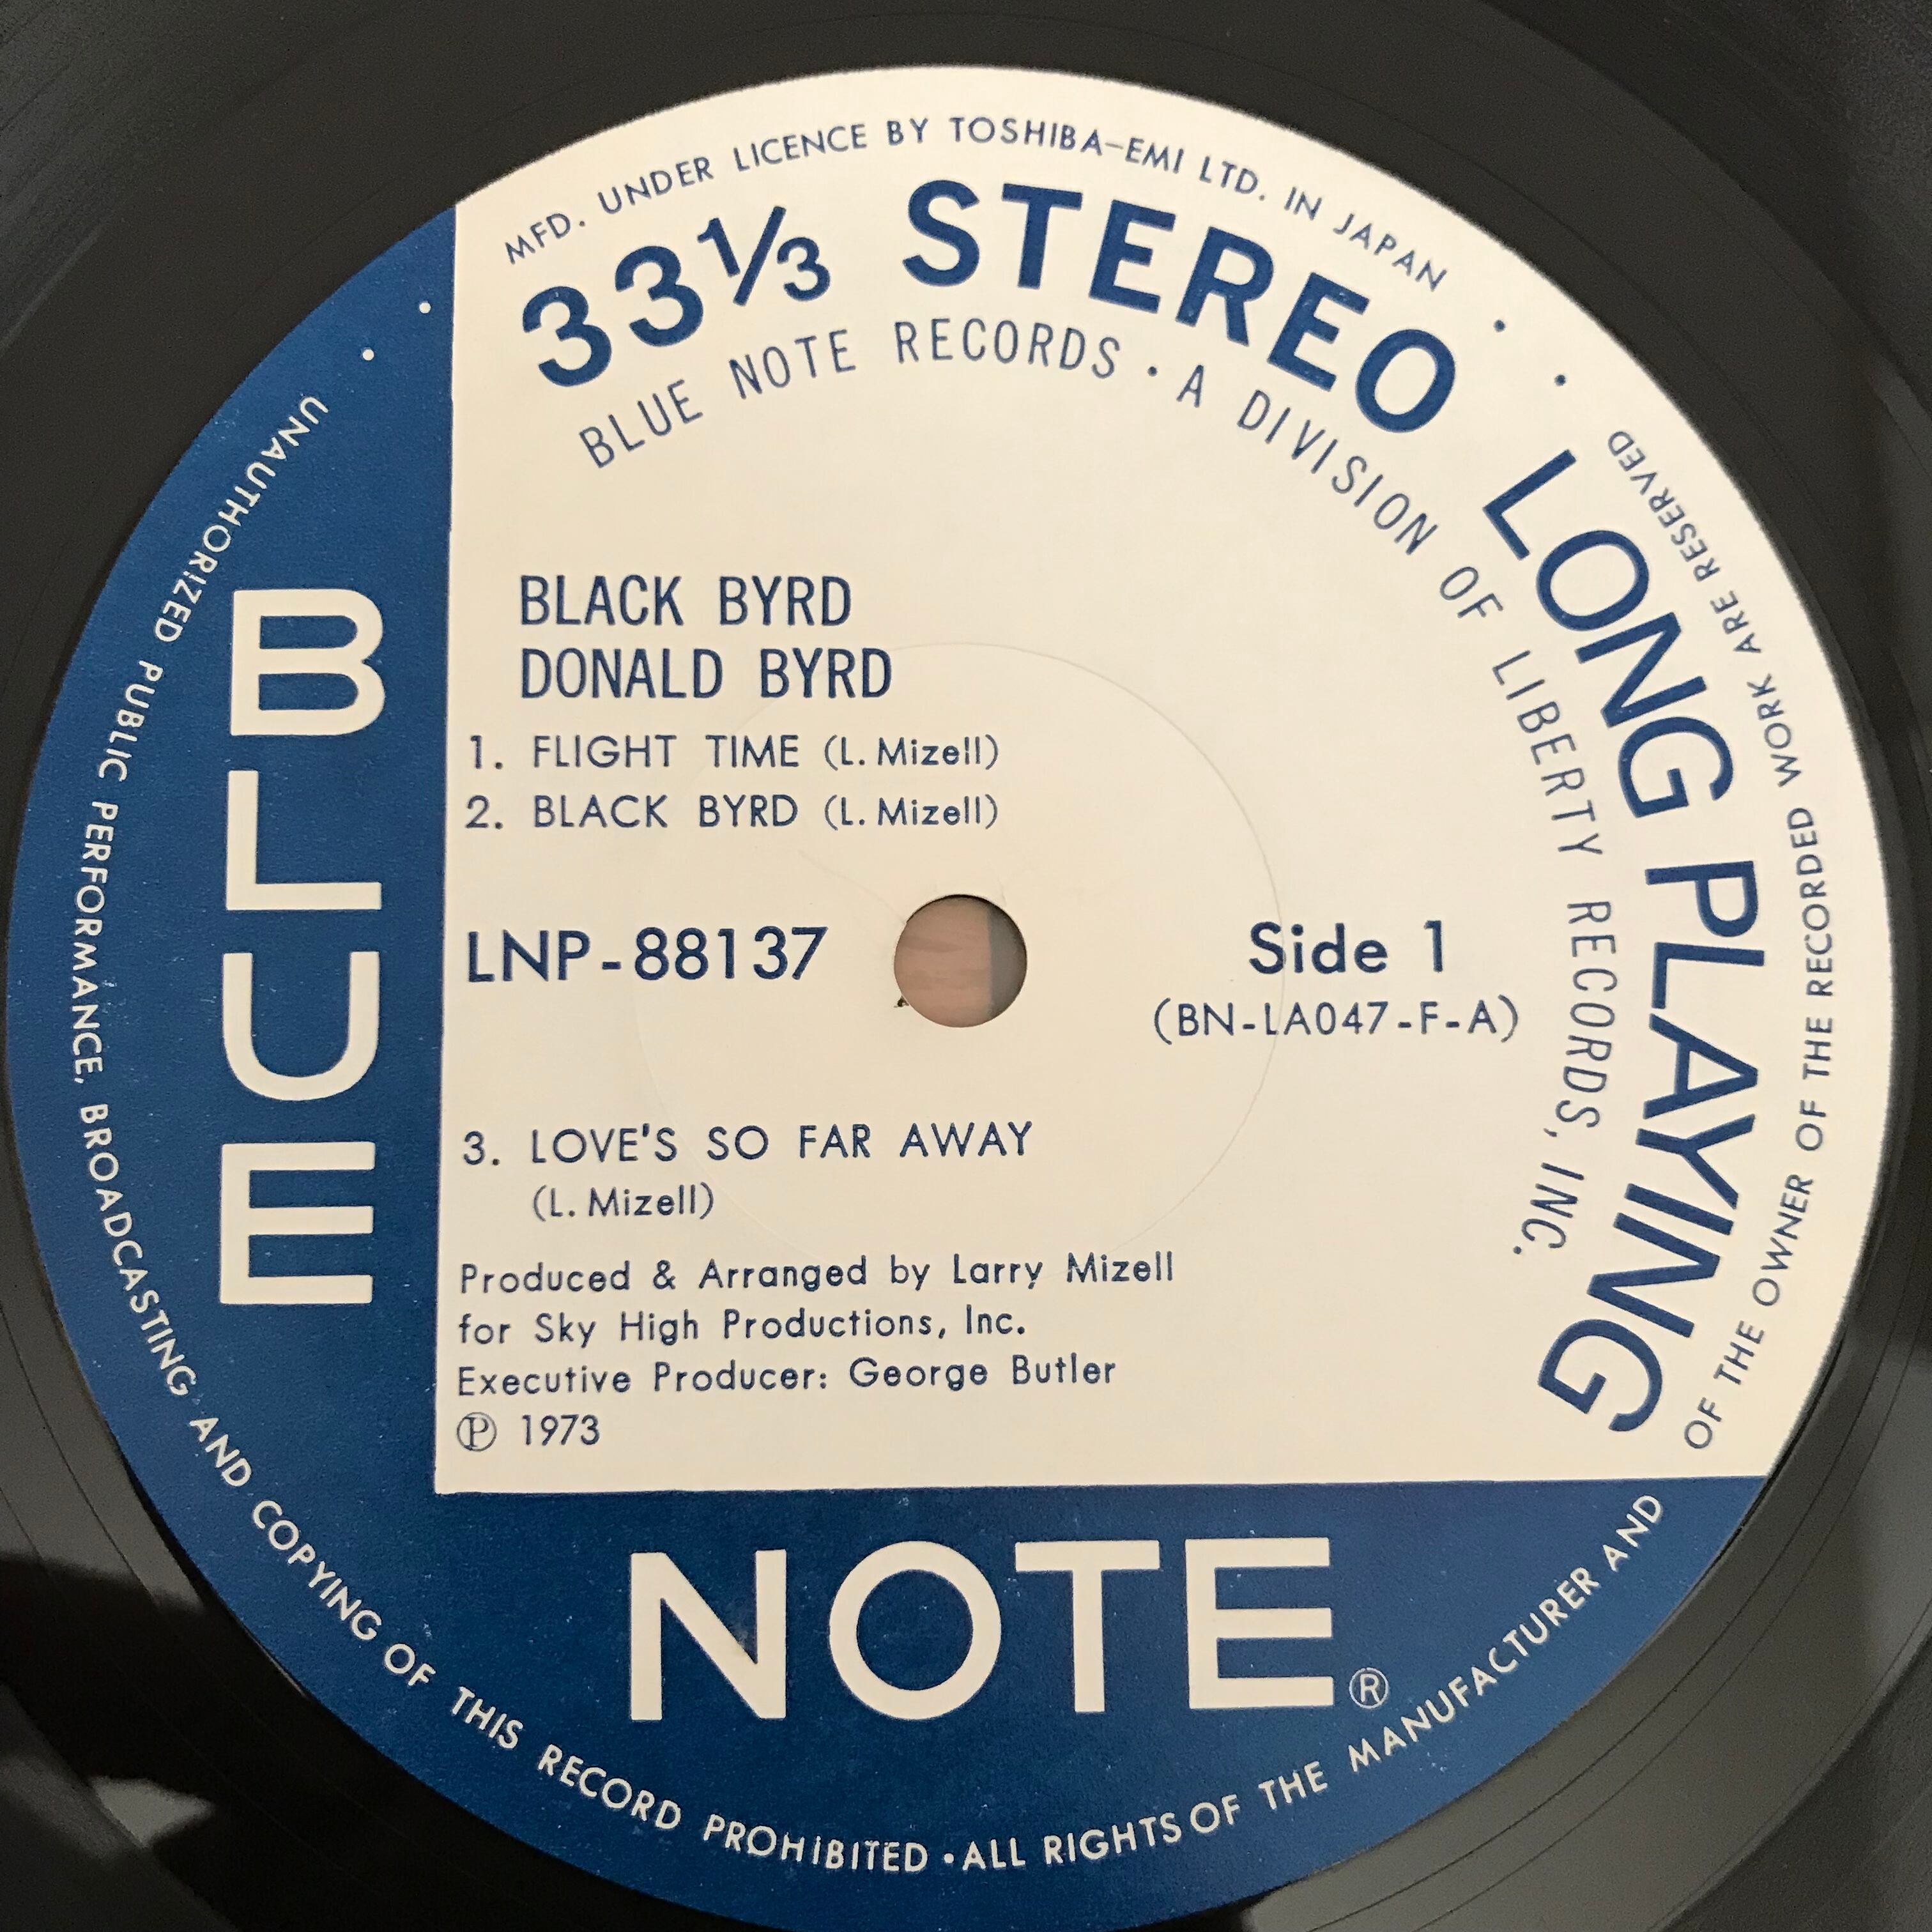 MFD. UNDER LICENCE BY TOSHIBA-EMI LTD. IN JAPAN
33⅓ STEREO LONG PLAYING
BLUE NOTE RECORDS · A DIVISION OF LIBERTY RECORDS, INC.
BLACK BYRD
DONALD BYRD
1. FLIGHT TIME (L. Mizell)
2. BLACK BYRD (L. Mizell)
LNP-88137
Side 1
(BN-LA047-F-A)
3. LOVE'S SO FAR AWAY
(L. Mizell)
Produced & Arranged by Larry Mizell
for Sky High Productions, Inc.
Executive Producer: George Butler
Ⓟ 1973
BLUE
NOTE®
UNAUTHORIZED PUBLIC PERFORMANCE, BROADCASTING AND COPYING OF THIS RECORD PROHIBITED · ALL RIGHTS OF THE MANUFACTURER AND OF THE OWNER OF THE RECORDED WORK ARE RESERVED